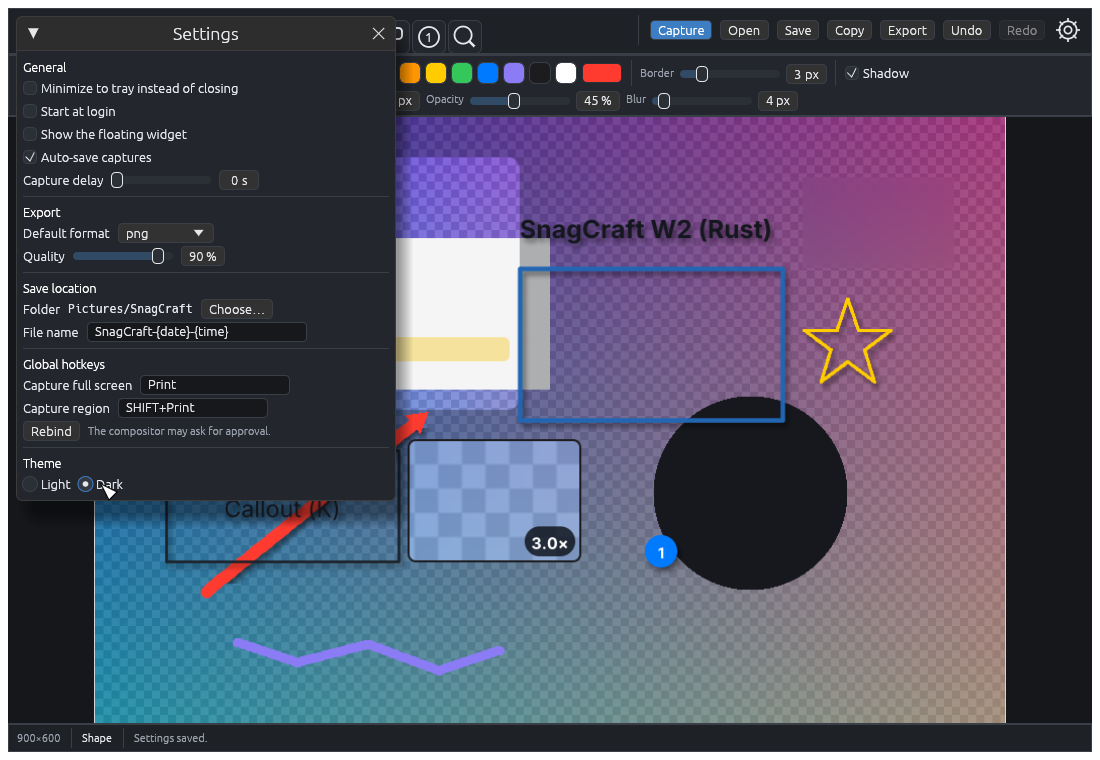 Settings
1
Capture
Open
Save
Copy
Export
Undo
Redo
General
Minimize to tray instead of closing
Start at login
Show the floating widget
Auto-save captures
Capture delay 0 s
Border 3 px
Shadow
px
Opacity 45 %
Blur 4 px
Export
Default format png
Quality 90 %
Save location
Folder Pictures/SnagCraft Choose...
File name SnagCraft-{date}-{time}
Global hotkeys
Capture full screen Print
Capture region SHIFT+Print
Rebind The compositor may ask for approval.
Theme
Light Dark
SnagCraft W2 (Rust)
Callout (K)
3.0×
1
900×600
Shape
Settings saved.